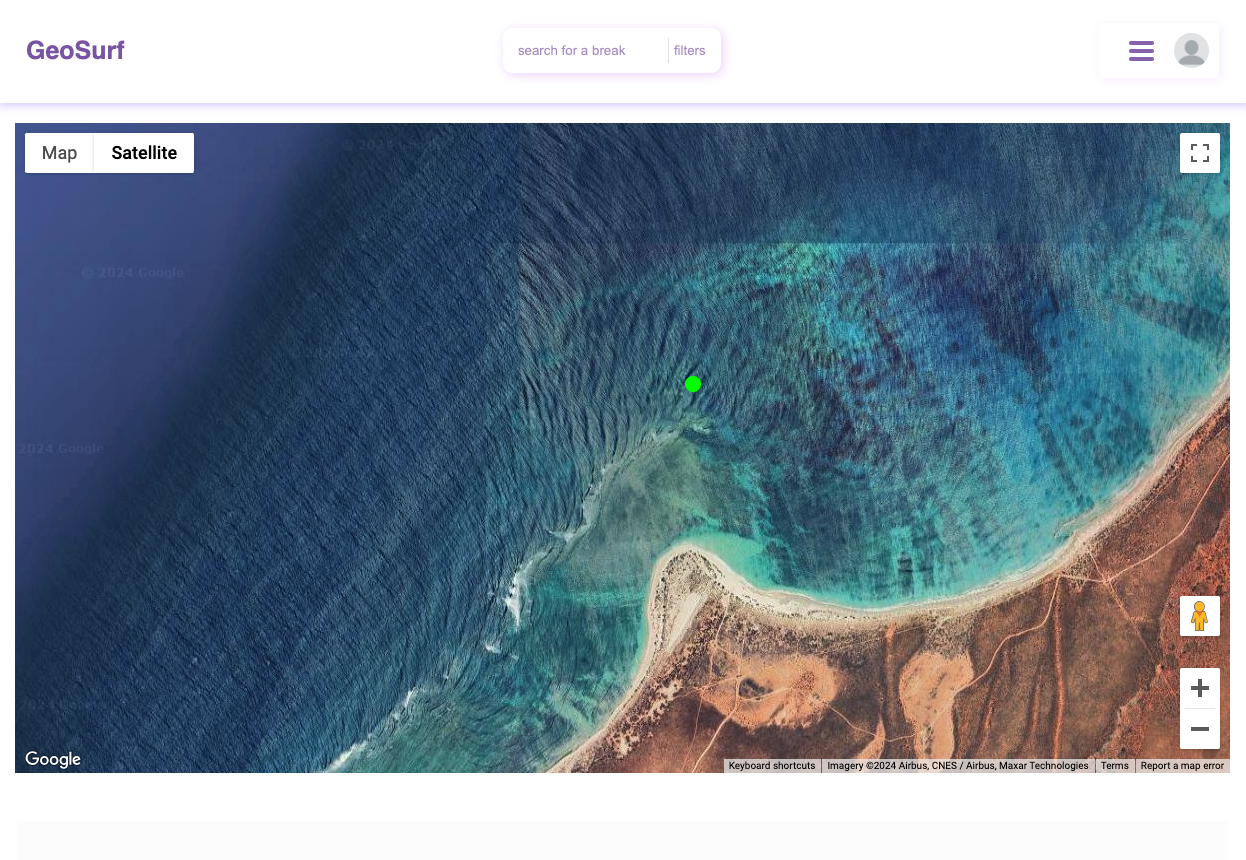 GeoSurf
search for a break
filters
Map
Satellite
© 2024 Google
2024 Google
Google
Keyboard shortcuts
Imagery ©2024 Airbus, CNES / Airbus, Maxar Technologies
Terms
Report a map error